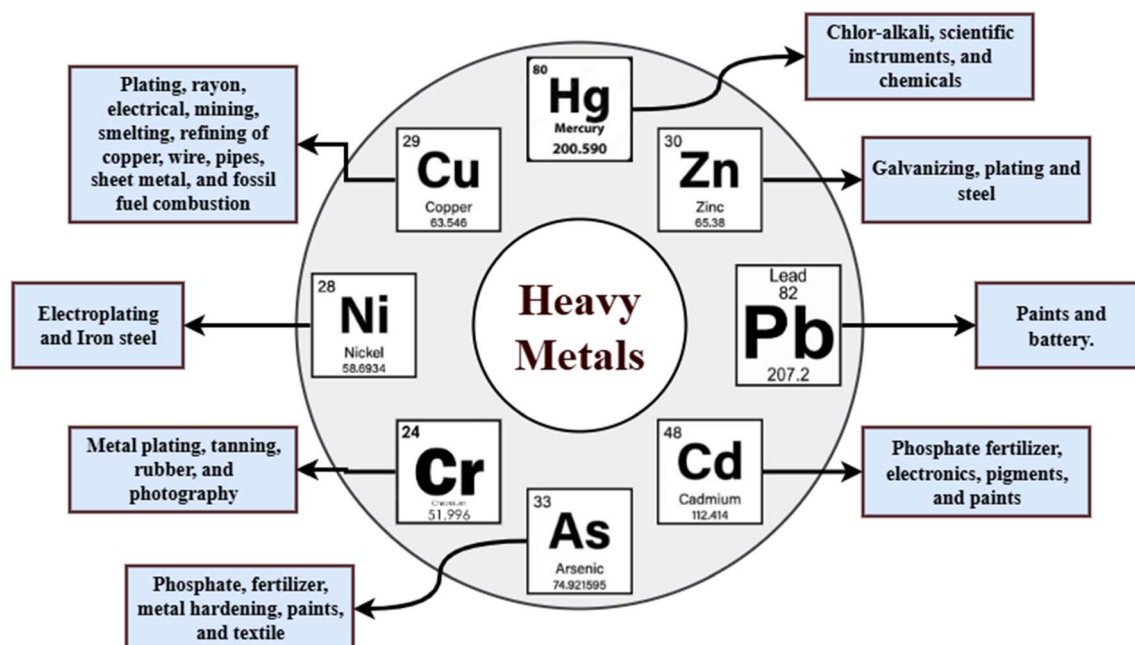 Heavy
Metals
80
Hg
Mercury
200.590
Chlor-alkali, scientific
instruments, and
chemicals
30
Zn
Zinc
65.38
Galvanizing, plating and
steel
Lead
82
Pb
207.2
Paints and
battery.
48
Cd
Cadmium
112.414
Phosphate fertilizer,
electronics, pigments,
and paints
33
As
Arsenic
74.921595
Phosphate, fertilizer,
metal hardening, paints,
and textile
24
Cr
Chromium
51.996
Metal plating, tanning,
rubber, and
photography
28
Ni
Nickel
58.6934
Electroplating
and Iron steel
29
Cu
Copper
63.546
Plating, rayon,
electrical, mining,
smelting, refining of
copper, wire, pipes,
sheet metal, and fossil
fuel combustion